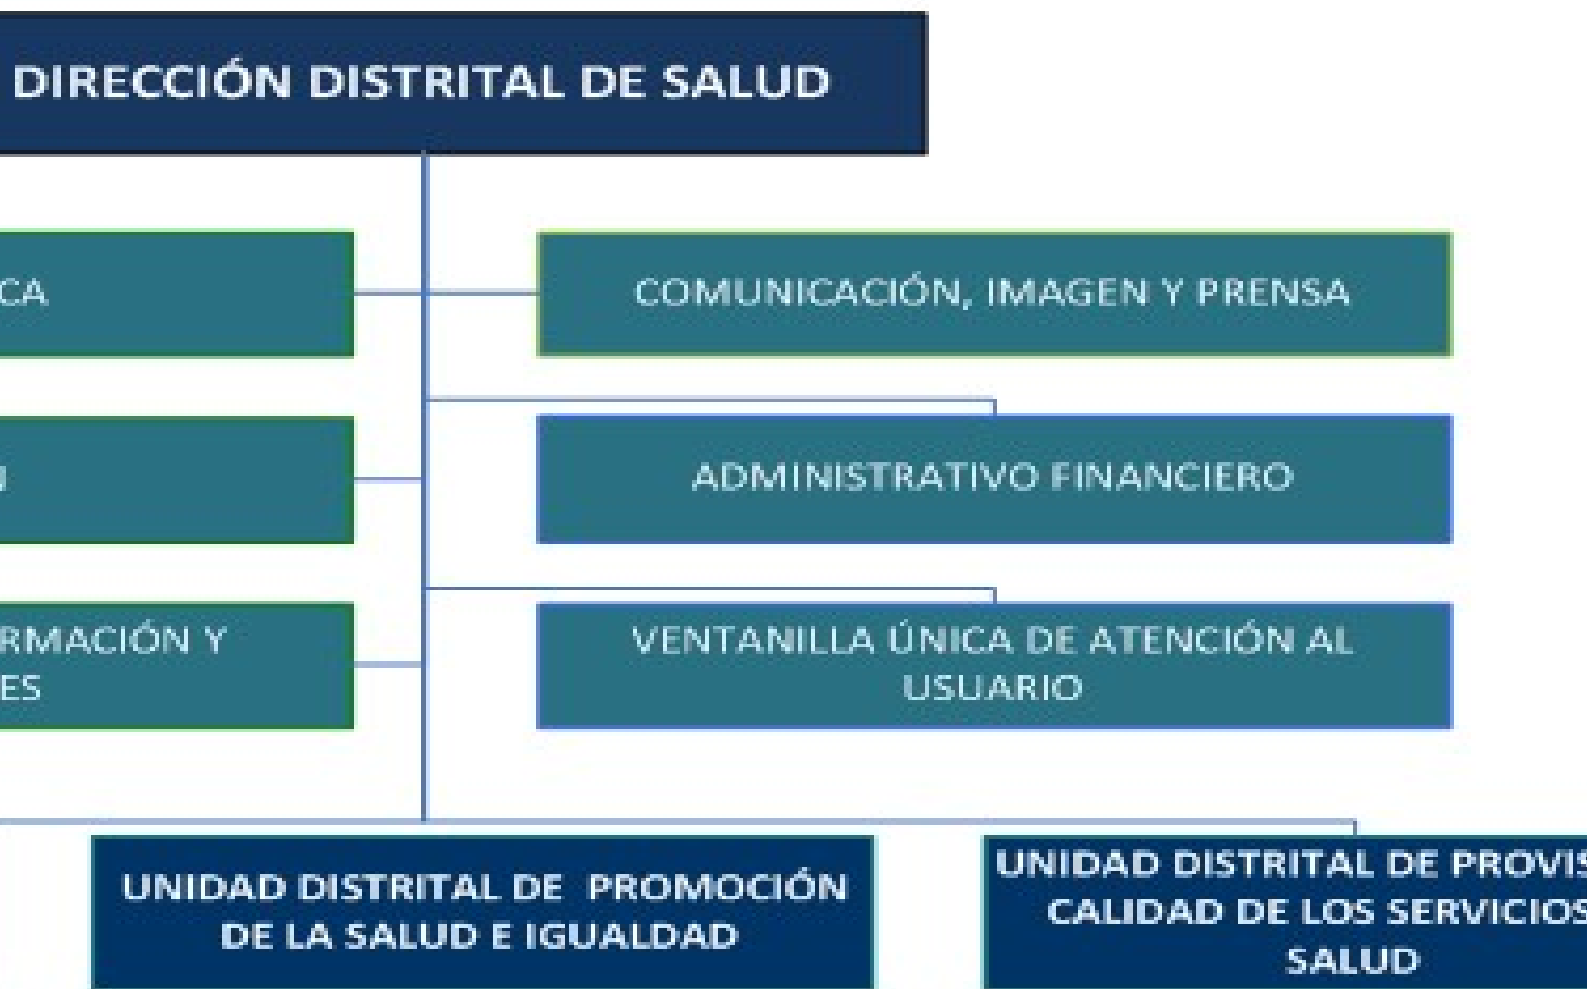 DIRECCIÓN DISTRITAL DE SALUD
COMUNICACIÓN, IMAGEN Y PRENSA
ADMINISTRATIVO FINANCIERO
RMACIÓN Y
ES
VENTANILLA ÚNICA DE ATENCIÓN AL
USUARIO
UNIDAD DISTRITAL DE PROMOCIÓN
DE LA SALUD E IGUALDAD
UNIDAD DISTRITAL DE PROVIS
CALIDAD DE LOS SERVICIOS
SALUD